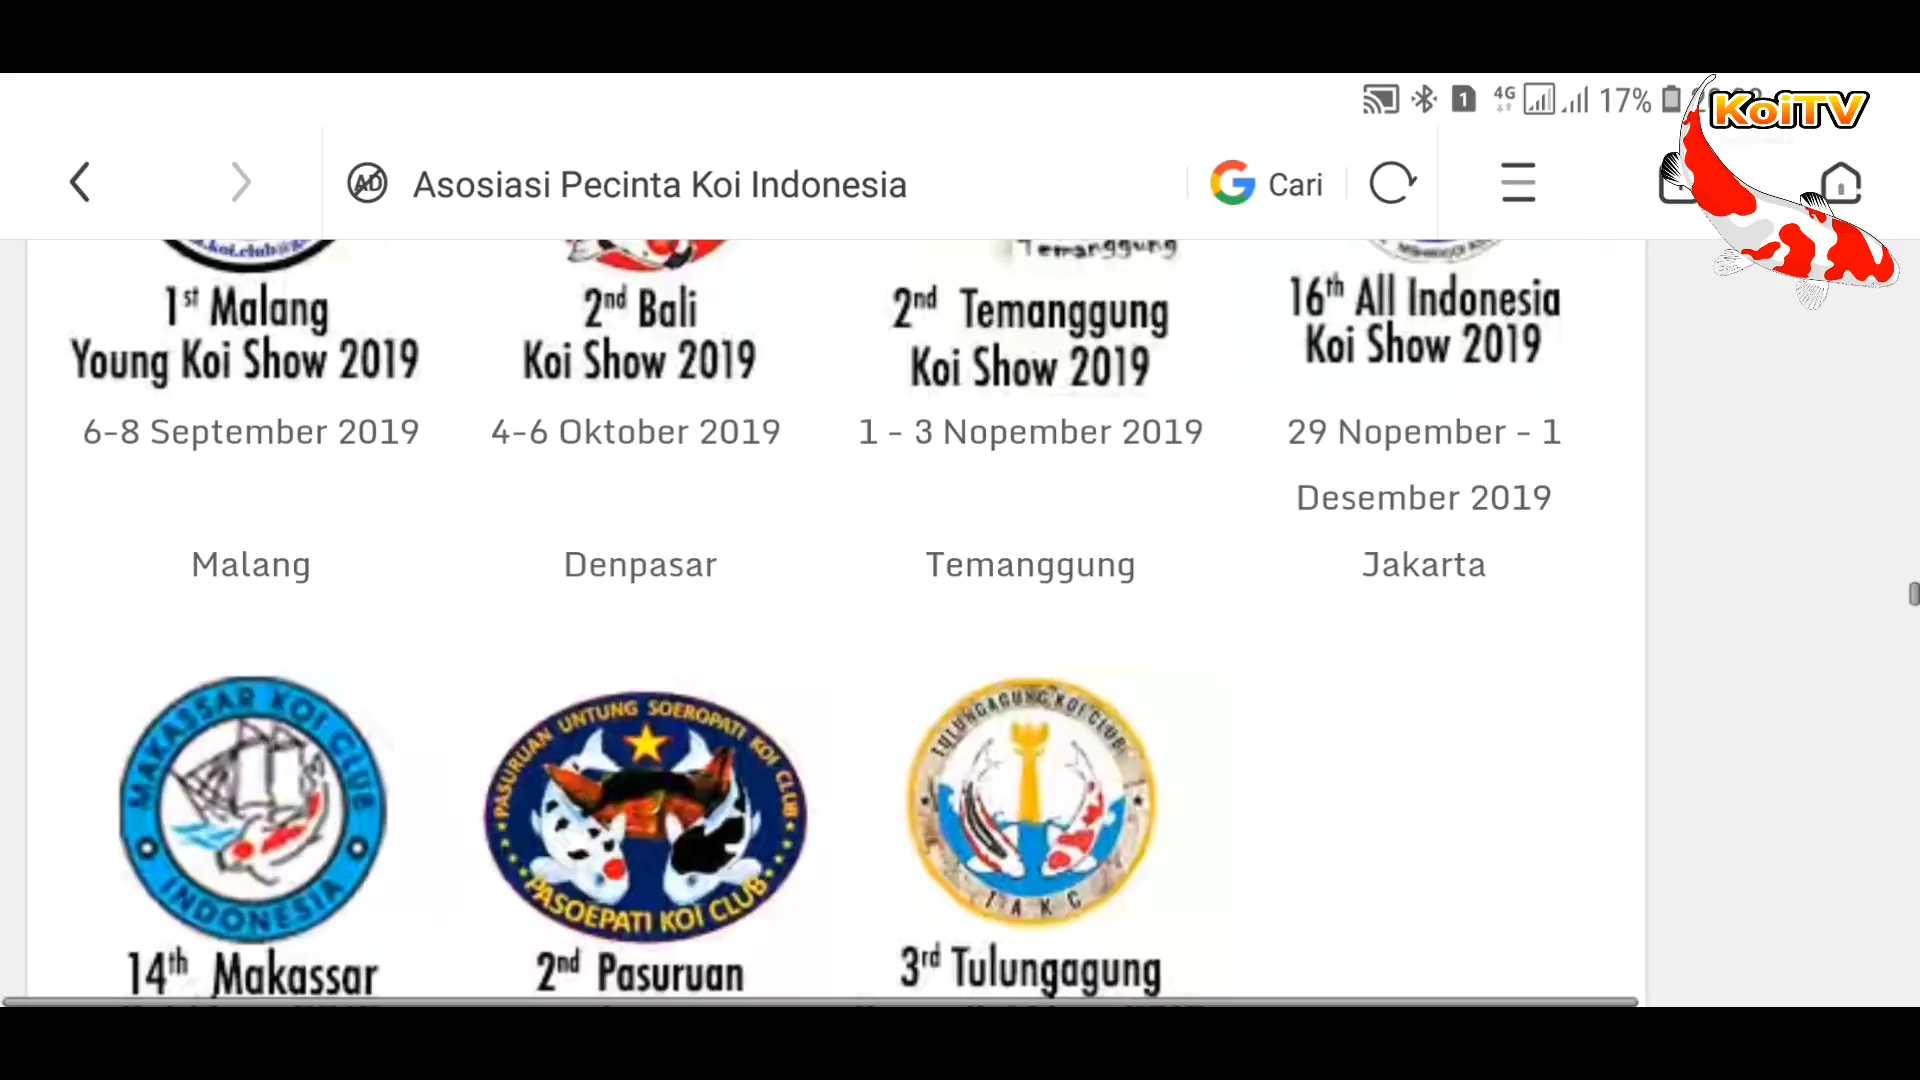 4G 17%
KoiTV
Asosiasi Pecinta Koi Indonesia
Cari
1st Malang
Young Koi Show 2019
6-8 September 2019
Malang
2nd Bali
Koi Show 2019
4-6 Oktober 2019
Denpasar
Temanggung
2nd Temanggung
Koi Show 2019
1 - 3 Nopember 2019
Temanggung
16th All Indonesia
Koi Show 2019
29 Nopember - 1
Desember 2019
Jakarta
MAKASSAR KOI CLUB
INDONESIA
14th Makassar
PASURUAN UNTUNG SOEROPATI KOI CLUB
PASOEPATI KOI CLUB
2nd Pasuruan
TULUNGAGUNG KOI CLUB
3rd Tulungagung